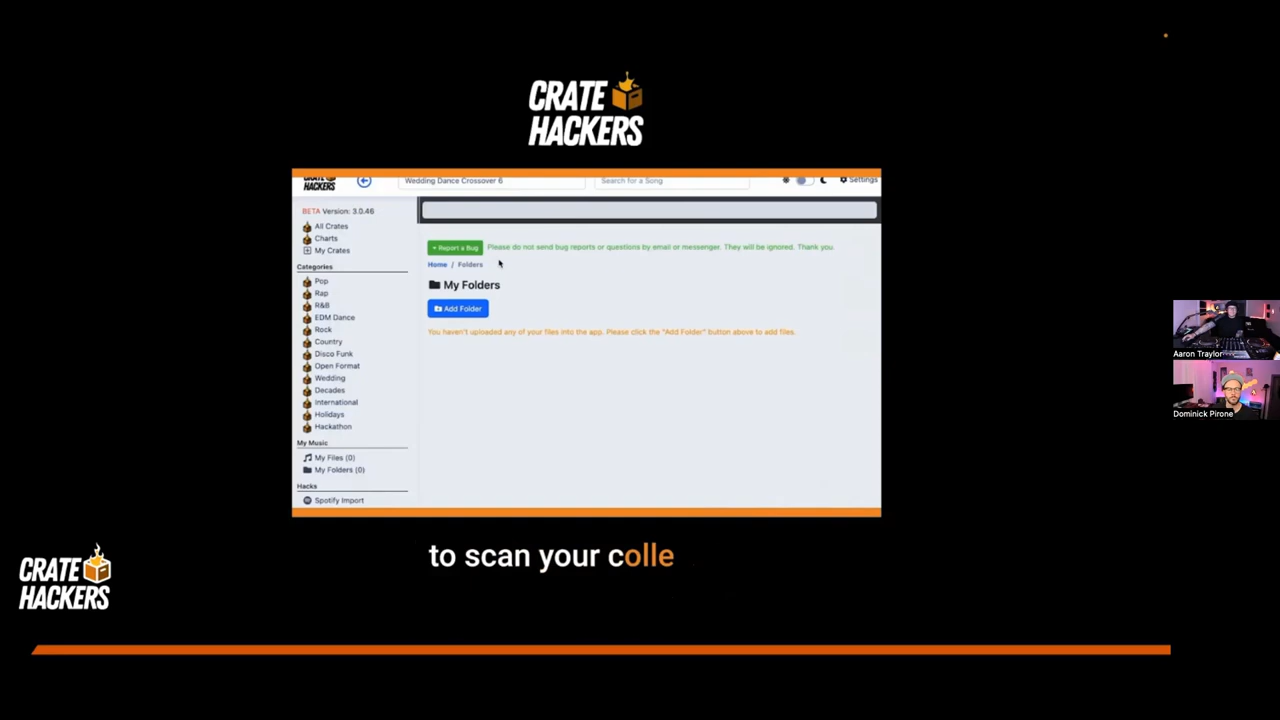 CRATE
HACKERS
CRATE
HACKERS
Wedding Dance Crossover 6
Search for a Song
Settings
BETA Version: 3.0.46
All Crates
Charts
My Crates
Categories
Pop
Rap
R&B
EDM Dance
Rock
Country
Disco Funk
Open Format
Wedding
Decades
International
Holidays
Hackathon
My Music
My Files (0)
My Folders (0)
Hacks
Spotify Import
+ Report a Bug Please do not send bug reports or questions by email or messenger. They will be ignored. Thank you.
Home / Folders
My Folders
Add Folder
You haven't uploaded any of your files into the app. Please click the "Add Folder" button above to add files.
Aaron Traylor
Dominick Pirone
to scan your colle
CRATE
HACKERS